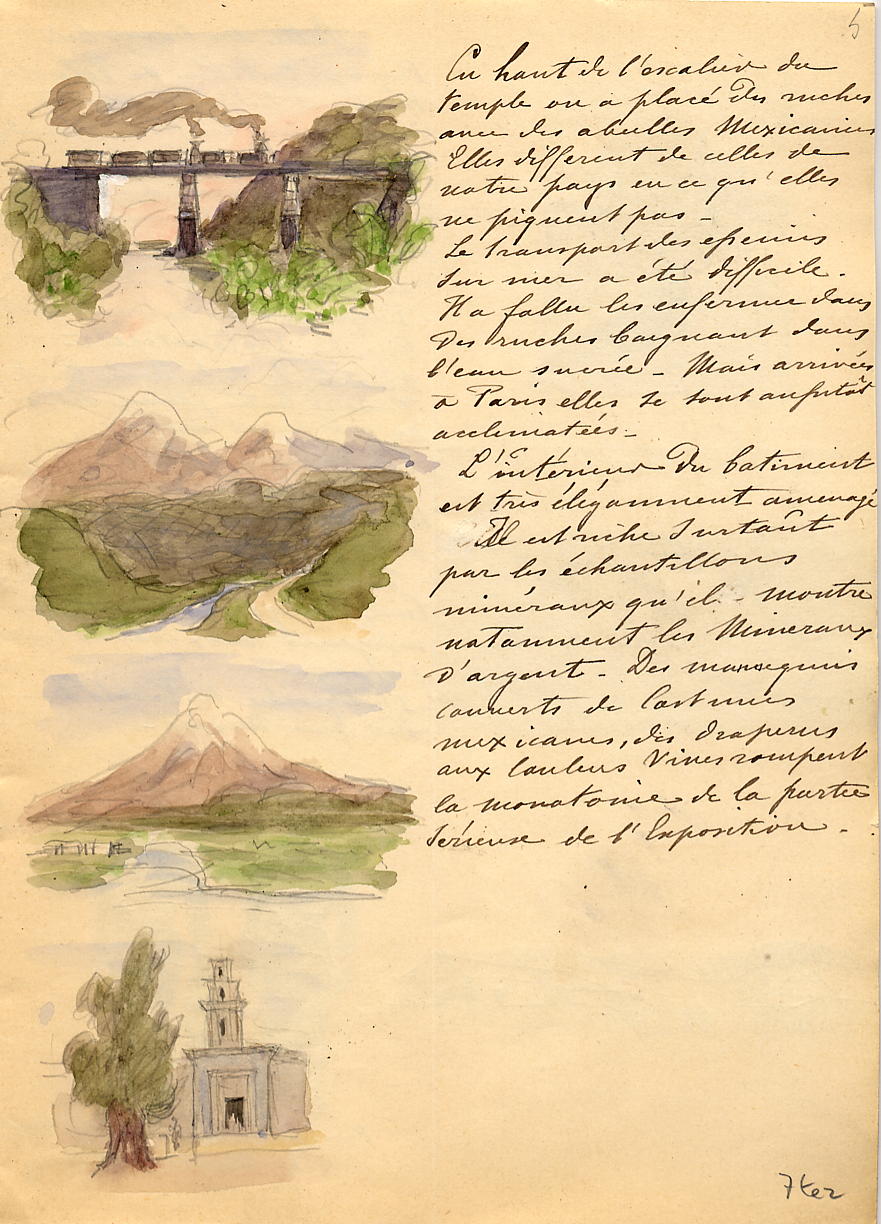 5
En haut de l'escalier du
temple on a placé des ruches
avec des abeilles Mexicaines
Elles diffèrent de celles de
notre pays en ce qu'elles
ne piquent pas -
Le transport des essaims
sur mer a été difficile.
Il a fallu les enfermer dans
des ruches baignant dans
l'eau sucrée - Mais arrivées
à Paris elles se sont aussitôt
acclimatées -
L'intérieur du batiment
est très élégamment amenagé
Il est riche surtout
par les échantillons
minéraux qu'il montre
notamment les Mineraux
d'argent - Des mannequins
couverts de Costumes
mexicains, des draperies
aux couleurs vives rompent
la monotonie de la partie
sérieuse de l'Exposition -
7 ter